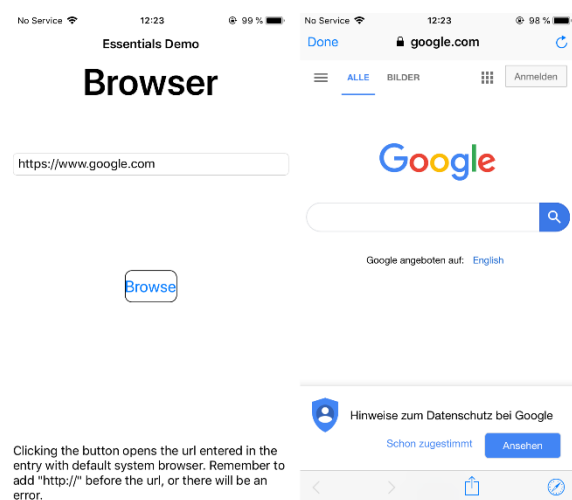 No Service 12:23 99 %
Essentials Demo
Browser
https://www.google.com
Browse
Clicking the button opens the url entered in the
entry with default system browser. Remember to
add "http://" before the url, or there will be an
error.
No Service 12:23 98 %
Done google.com
ALLE BILDER Anmelden
Google
Google angeboten auf: English
Hinweise zum Datenschutz bei Google
Schon zugestimmt Ansehen